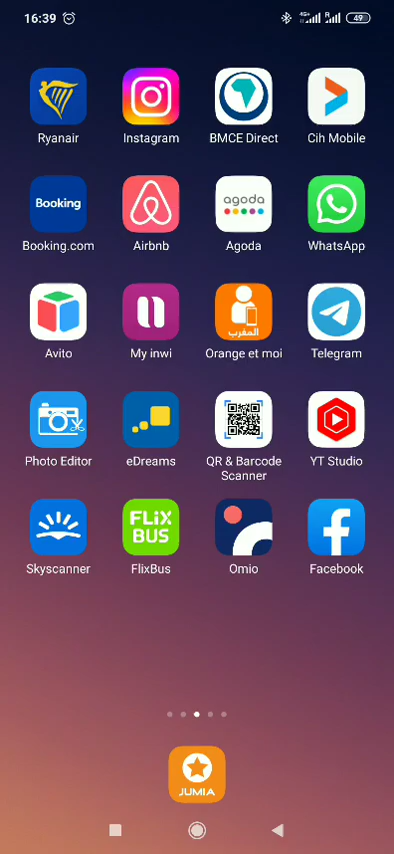 16:39
4G+
R
49
Ryanair
Instagram
BMCE Direct
Cih Mobile
Booking
agoda
Booking.com
Airbnb
Agoda
WhatsApp
المغرب
Avito
My inwi
Orange et moi
Telegram
Photo Editor
eDreams
QR & Barcode
Scanner
YT Studio
FLiX
BUS
Skyscanner
FlixBus
Omio
Facebook
JUMIA